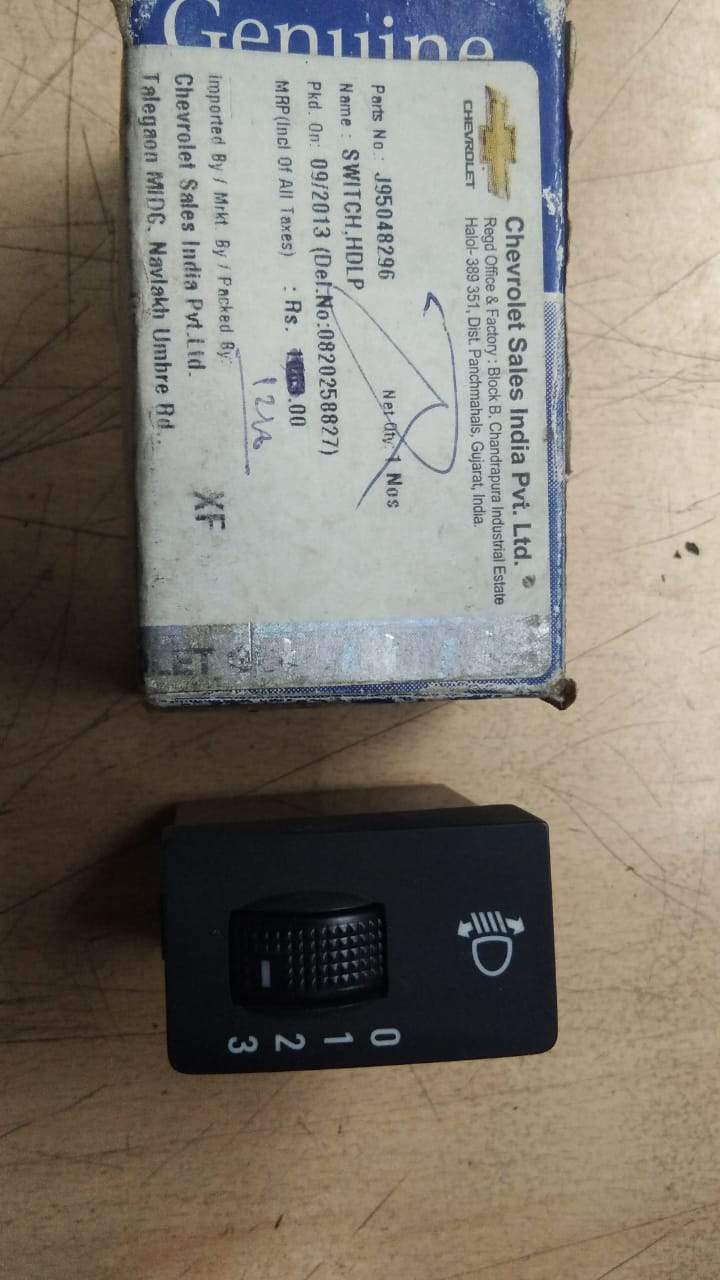 Genuine
CHEVROLET
Chevrolet Sales India Pvt. Ltd.
Regd Office & Factory : Block B, Chandrapura Industrial Estate
Halol- 389 351, Dist. Panchmahals, Gujarat, India.
Parts No.: J95048296
Name : SWITCH,HDLP
Net Qty: 1 Nos
Pkd. On: 09/2013 (Del No:0820258827)
MRP(Incl Of All Taxes) : Rs. .00
Imported By / Mrkt. By / Packed By:
XF
Chevrolet Sales India Pvt.Ltd.
Talegaon MIDC, Navlakh Umbre Rd.,
0
1
2
3